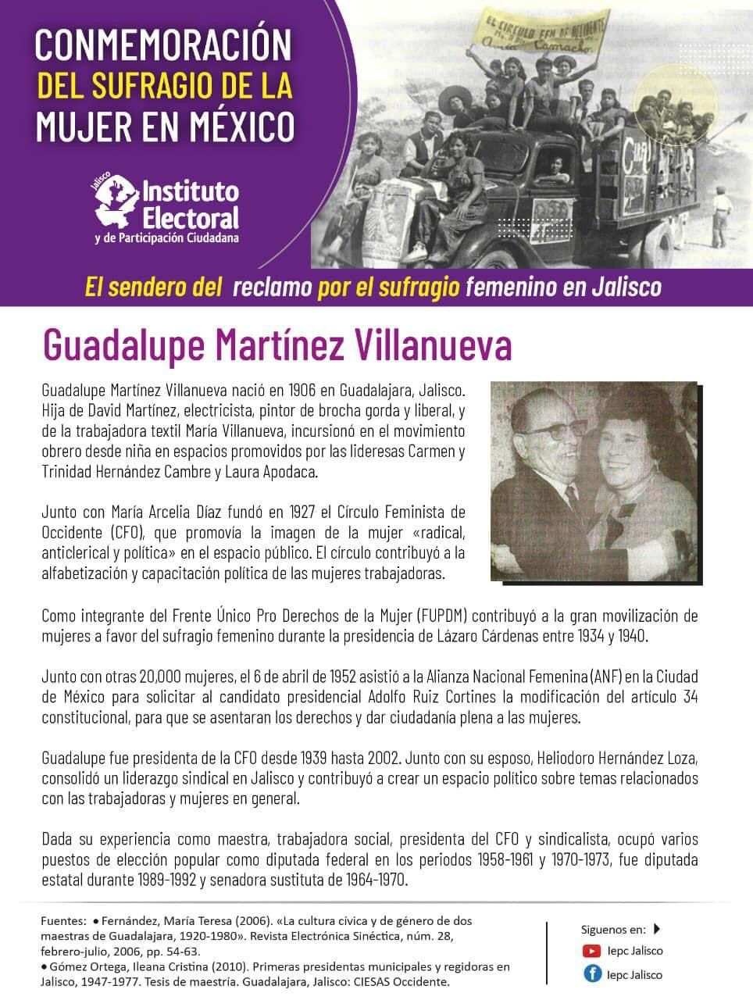 CONMEMORACIÓN
DEL SUFRAGIO DE LA
MUJER EN MÉXICO
Jalisco
Instituto
Electoral
y de Participación Ciudadana
EL CIRCULO FEM. DE OCCIDENTE
Camacho.
El sendero del reclamo por el sufragio femenino en Jalisco
Guadalupe Martínez Villanueva
Guadalupe Martínez Villanueva nació en 1906 en Guadalajara, Jalisco.
Hija de David Martínez, electricista, pintor de brocha gorda y liberal, y
de la trabajadora textil María Villanueva, incursionó en el movimiento
obrero desde niña en espacios promovidos por las lideresas Carmen y
Trinidad Hernández Cambre y Laura Apodaca.
Junto con María Arcelia Díaz fundó en 1927 el Círculo Feminista de
Occidente (CFO), que promovía la imagen de la mujer «radical,
anticlerical y política» en el espacio público. El círculo contribuyó a la
alfabetización y capacitación política de las mujeres trabajadoras.
Como integrante del Frente Único Pro Derechos de la Mujer (FUPDM) contribuyó a la gran movilización de
mujeres a favor del sufragio femenino durante la presidencia de Lázaro Cárdenas entre 1934 y 1940.
Junto con otras 20,000 mujeres, el 6 de abril de 1952 asistió a la Alianza Nacional Femenina (ANF) en la Ciudad
de México para solicitar al candidato presidencial Adolfo Ruiz Cortines la modificación del artículo 34
constitucional, para que se asentaran los derechos y dar ciudadanía plena a las mujeres.
Guadalupe fue presidenta de la CFO desde 1939 hasta 2002. Junto con su esposo, Heliodoro Hernández Loza,
consolidó un liderazgo sindical en Jalisco y contribuyó a crear un espacio político sobre temas relacionados
con las trabajadoras y mujeres en general.
Dada su experiencia como maestra, trabajadora social, presidenta del CFO y sindicalista, ocupó varios
puestos de elección popular como diputada federal en los periodos 1958-1961 y 1970-1973, fue diputada
estatal durante 1989-1992 y senadora sustituta de 1964-1970.
Fuentes: • Fernández, María Teresa (2006). «La cultura cívica y de género de dos
maestras de Guadalajara, 1920-1980». Revista Electrónica Sinéctica, núm. 28,
febrero-julio, 2006, pp. 54-63.
• Gómez Ortega, Ileana Cristina (2010). Primeras presidentas municipales y regidoras en
Jalisco, 1947-1977. Tesis de maestría. Guadalajara, Jalisco: CIESAS Occidente.
Siguenos en:
Iepc Jalisco
Iepc Jalisco